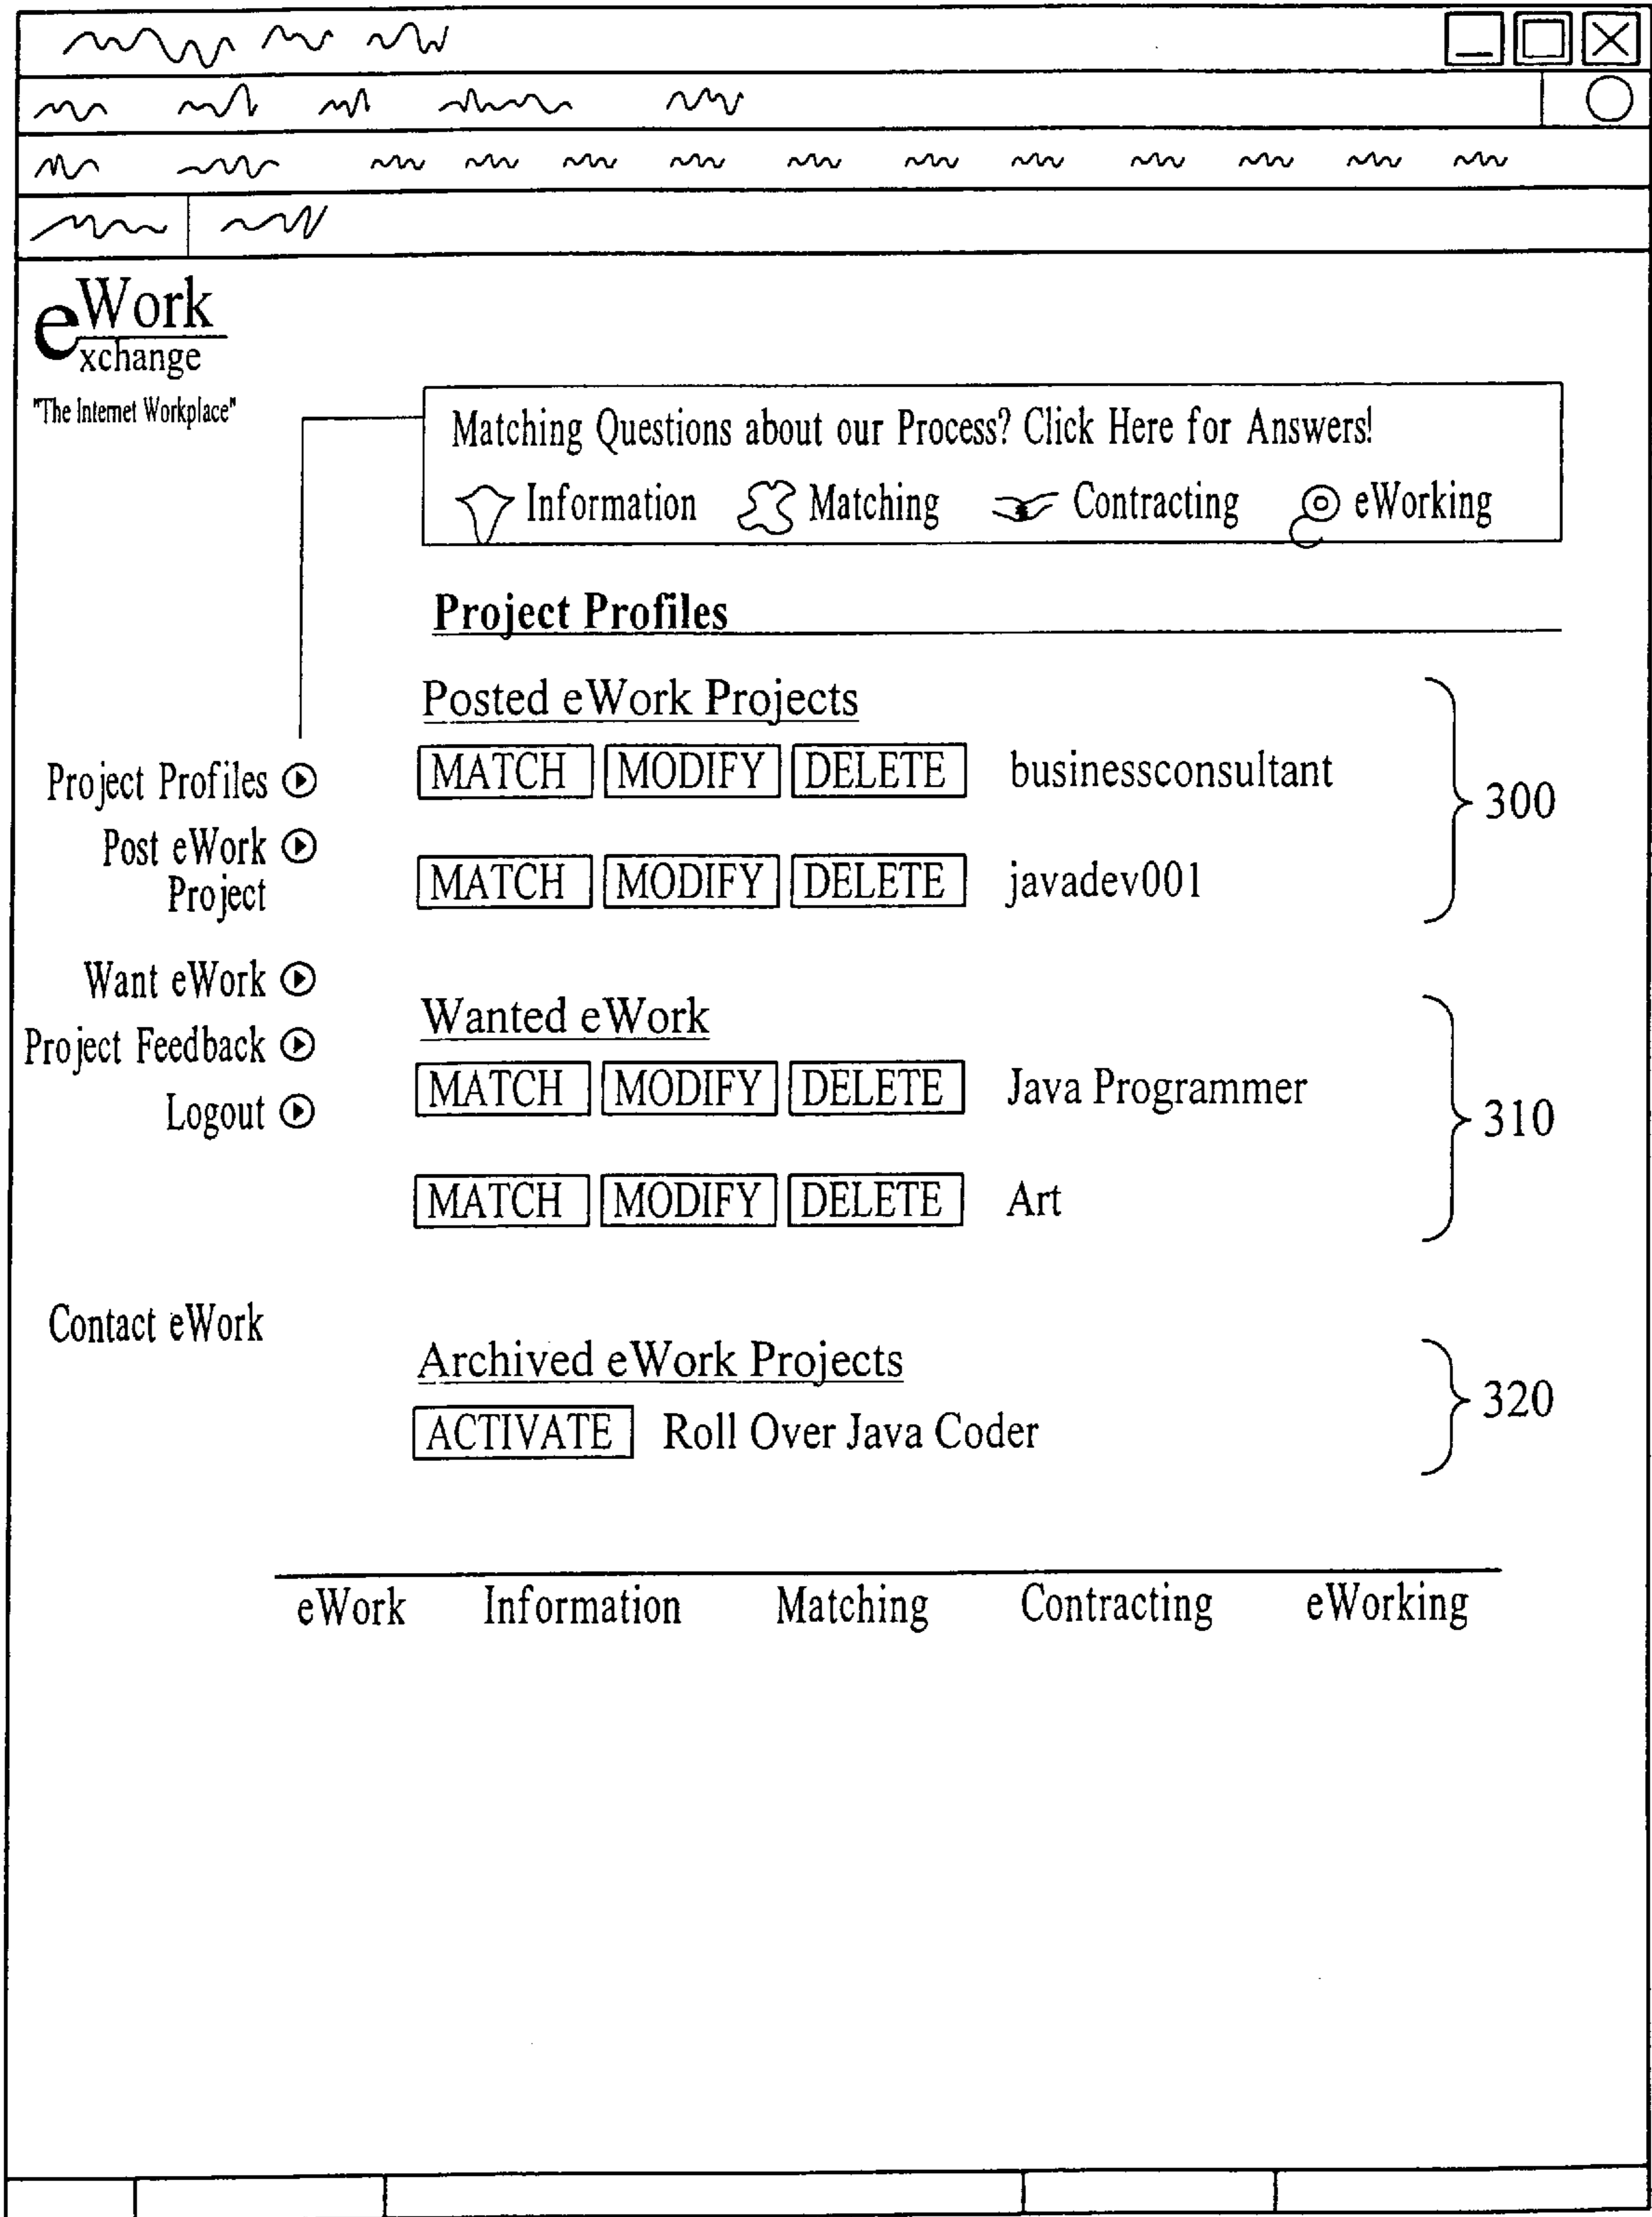 eWork
xchange
"The Internet Workplace"
Matching Questions about our Process? Click Here for Answers!
Information Matching Contracting eWorking
Project Profiles
Posted eWork Projects
MATCH MODIFY DELETE businessconsultant
MATCH MODIFY DELETE javadev001
300
Project Profiles
Post eWork
Project
Want eWork
Project Feedback
Logout
Wanted eWork
MATCH MODIFY DELETE Java Programmer
MATCH MODIFY DELETE Art
310
Contact eWork
Archived eWork Projects
ACTIVATE Roll Over Java Coder
320
eWork Information Matching Contracting eWorking